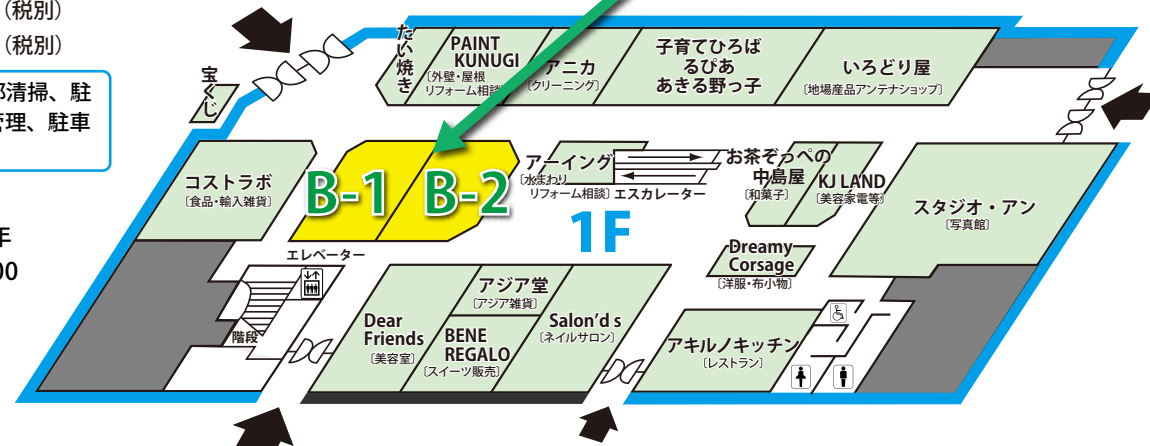 （税別）
（税別）
部清掃、駐
管理、駐車
年
00
宝くじ
たい焼き
PAINT
KUNUGI
〔外壁・屋根
リフォーム相談〕
アニカ
〔クリーニング〕
子育てひろば
るぴあ
あきる野っ子
いろどり屋
〔地場産品アンテナショップ〕
コストラボ
〔食品・輸入雑貨〕
B-1
B-2
アーイング
〔水まわり
リフォーム相談〕
エスカレーター
お茶ぞっぺの
中島屋
〔和菓子〕
KJ LAND
〔美容家電等〕
スタジオ・アン
〔写真館〕
1F
エレベーター
階段
Dreamy
Corsage
〔洋服・布小物〕
Dear
Friends
〔美容室〕
アジア堂
〔アジア雑貨〕
BENE
REGALO
〔スイーツ販売〕
Salon'd s
〔ネイルサロン〕
アキルノキッチン
〔レストラン〕